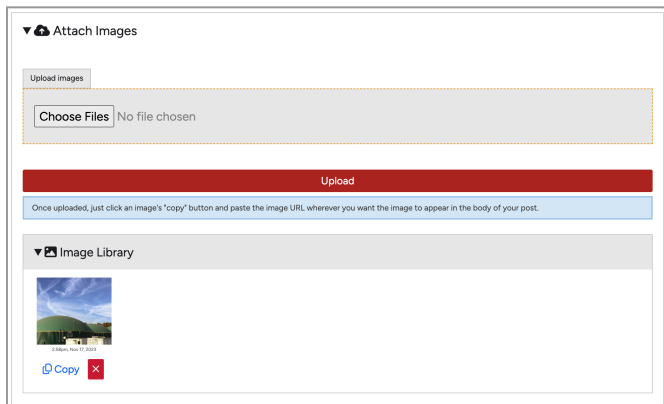 Attach Images
Upload images
Choose Files No file chosen
Upload
Once uploaded, just click an image's "copy" button and paste the image URL wherever you want the image to appear in the body of your post.
Image Library
2:58pm, Nov 17, 2023
Copy